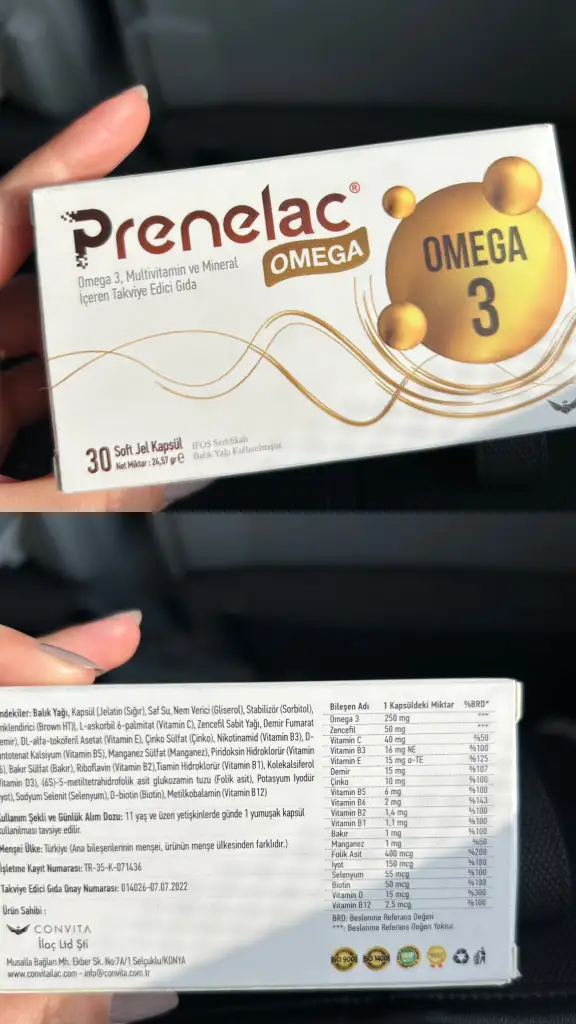 Prenelac®
OMEGA
Omega 3, Multivitamin ve Mineral
İçeren Takviye Edici Gıda
OMEGA
3
30 Soft Jel Kapsül
Net Miktar : 24,57 gr e
IFOS Sertifikalı
Balık Yağı Kullanılmıştır.
ndekiler: Balık Yağı, Kapsül [Jelatin (Sığır), Saf Su, Nem Verici (Gliserol), Stabilizör (Sorbitol),
nklendirici (Brown HT)], L-askorbil 6-palmitat (Vitamin C), Zencefil Sabit Yağı, Demir Fumarat
emir), DL-alfa-tokoferil Asetat (Vitamin E), Çinko Sülfat (Çinko), Nikotinamid (Vitamin B3), D-
antotenat Kalsiyum (Vitamin B5), Manganez Sülfat (Manganez), Piridoksin Hidroklorür (Vitamin
6), Bakır Sülfat (Bakır), Riboflavin (Vitamin B2),Tiamin Hidroklorür (Vitamin B1), Kolekalsiferol
Vitamin D3), (6S)-5-metiltetrahidrofolik asit glukozamin tuzu (Folik asit), Potasyum İyodür
yot), Sodyum Selenit (Selenyum), D-biotin (Biotin), Metilkobalamin (Vitamin B12)
Kullanım Şekli ve Günlük Alım Dozu: 11 yaş ve üzeri yetişkinlerde günde 1 yumuşak kapsül
kullanılması tavsiye edilir.
Menşei Ülke: Türkiye (Ana bileşenlerinin menşei, ürünün menşe ülkesinden farklıdır.)
İşletme Kayıt Numarası: TR-35-K-071436
Takviye Edici Gıda Onay Numarası: 014026-07.07.2022
Ürün Sahibi :
CONVITA
İlaç Ltd Şti
Musalla Bağları Mh. Ekber Sk. No:7A/1 Selçuklu/KONYA
www.convitailac.com - info@convita.com.tr
Bileşen Adı 1 Kapsüldeki Miktar %BRD*
Omega 3 250 mg ***
Zencefil 50 mg ***
Vitamin C 40 mg %50
Vitamin B3 16 mg NE %100
Vitamin E 15 mg α-TE %125
Demir 15 mg %107
Çinko 10 mg %100
Vitamin B5 6 mg %100
Vitamin B6 2 mg %143
Vitamin B2 1,4 mg %100
Vitamin B1 1,1 mg %100
Bakır 1 mg %100
Manganez 1 mg %50
Folik Asit 400 mcg %200
İyot 150 mcg %100
Selenyum 55 mcg %100
Biotin 50 mcg %100
Vitamin D 15 mcg %300
Vitamin B12 2,5 mcg %100
BRD: Beslenme Referans Değeri
***: Beslenme Referans Değeri Yoktur.
ISO 9001
ISO 14001